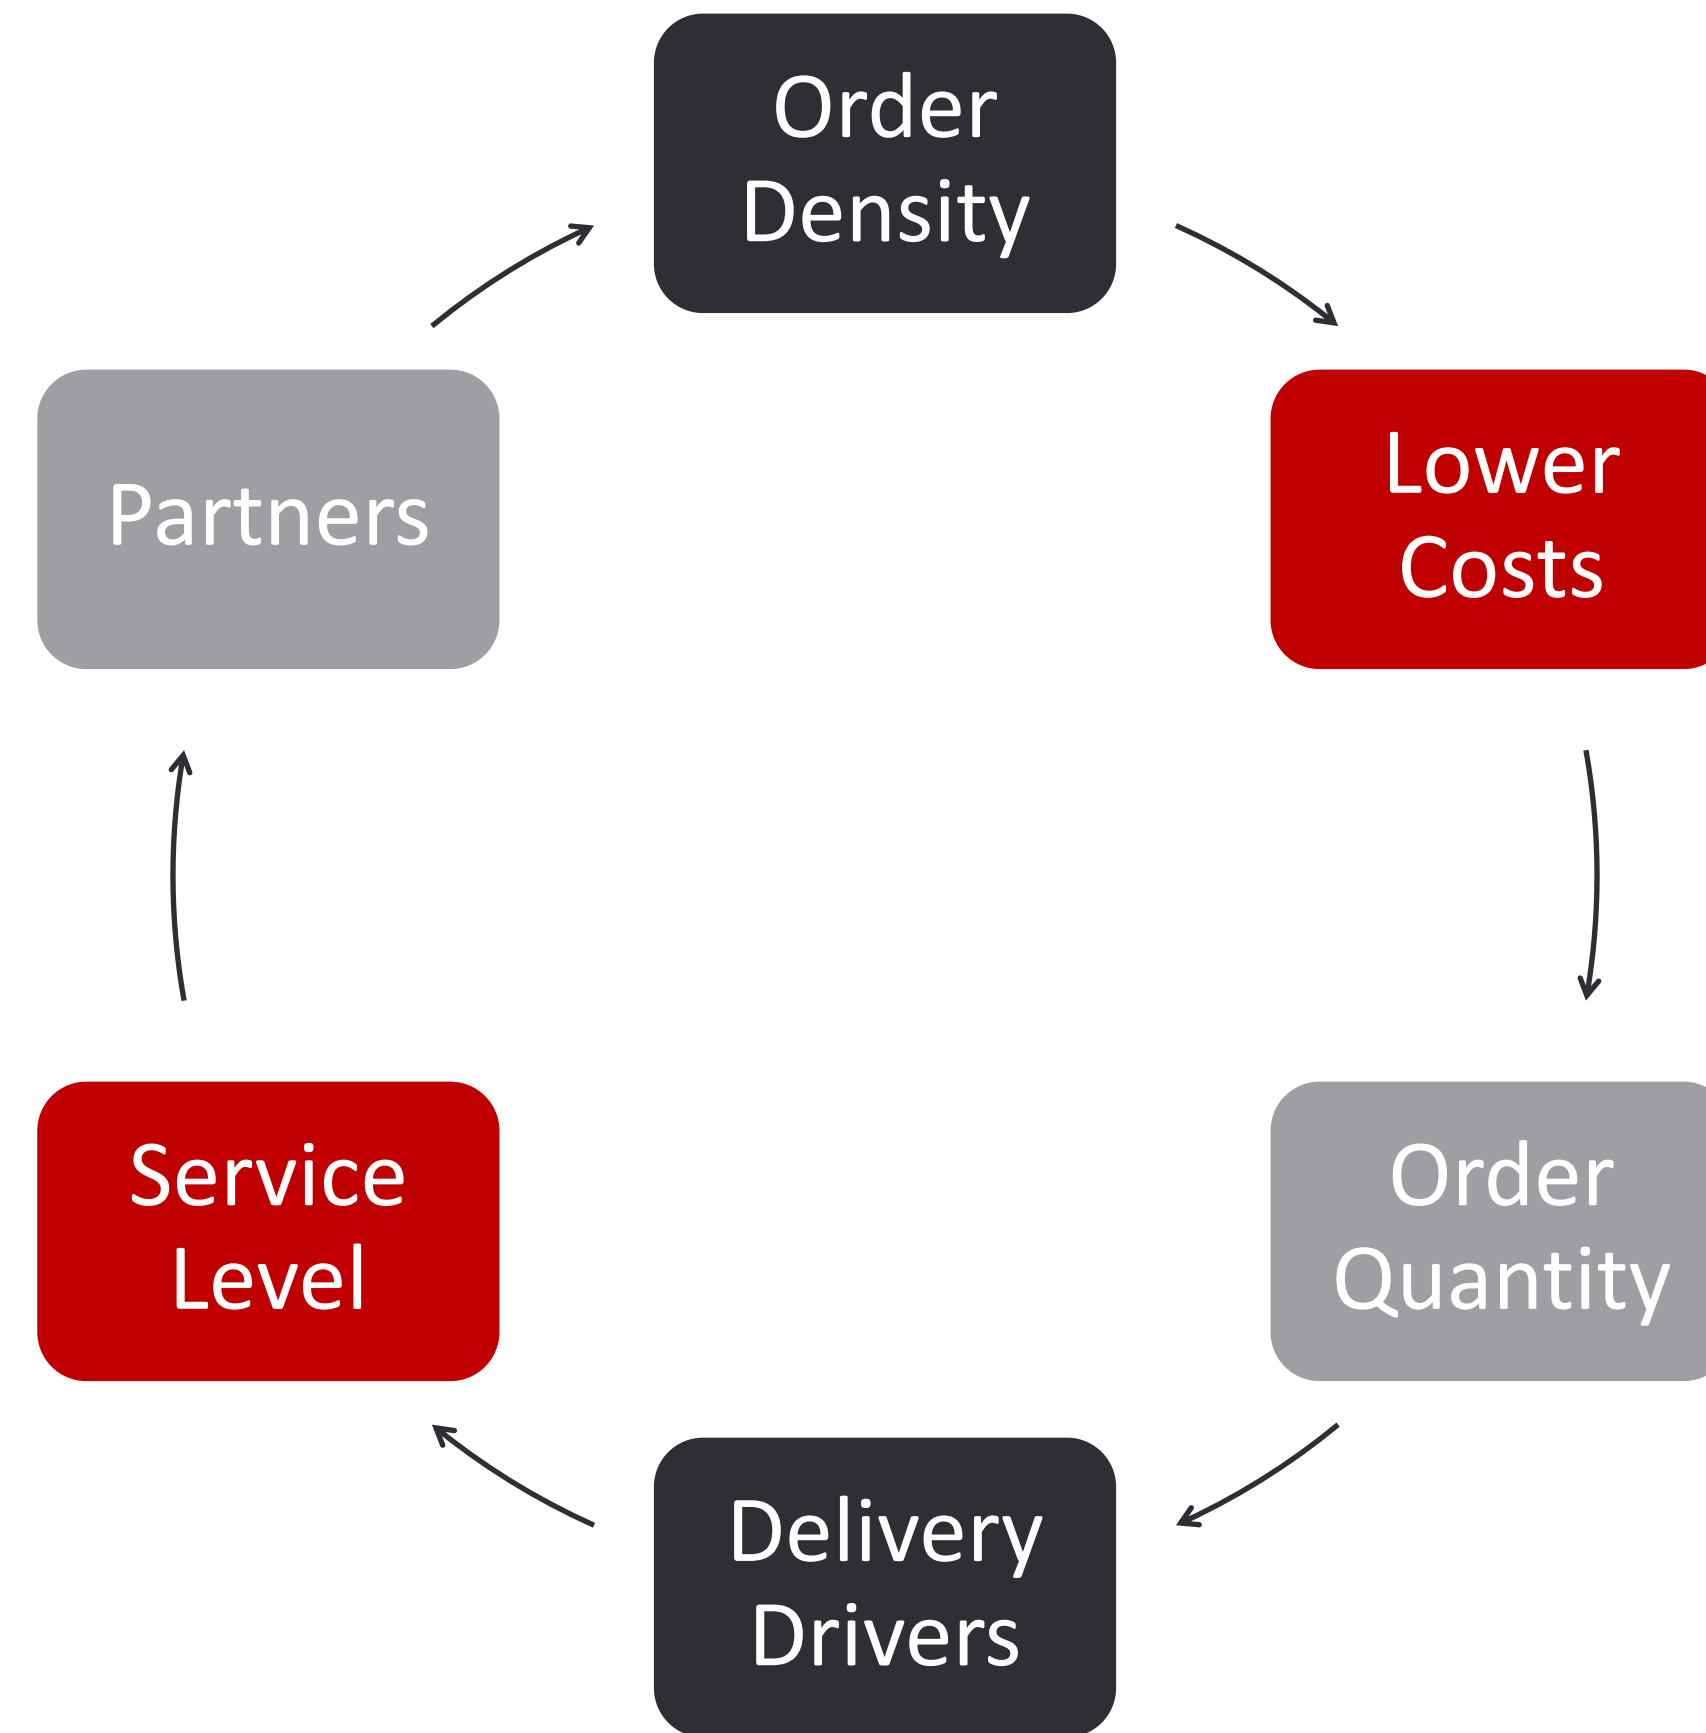 Order
Density
Lower
Costs
Order
Quantity
Delivery
Drivers
Service
Level
Partners